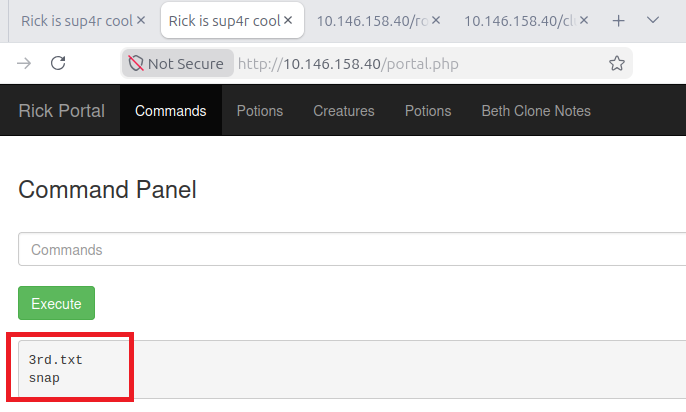 Rick is sup4r cool
Rick is sup4r cool
10.146.158.40/ro
10.146.158.40/cl
Not Secure
http://10.146.158.40/portal.php
Rick Portal
Commands
Potions
Creatures
Potions
Beth Clone Notes
Command Panel
Commands
Execute
3rd.txt
snap